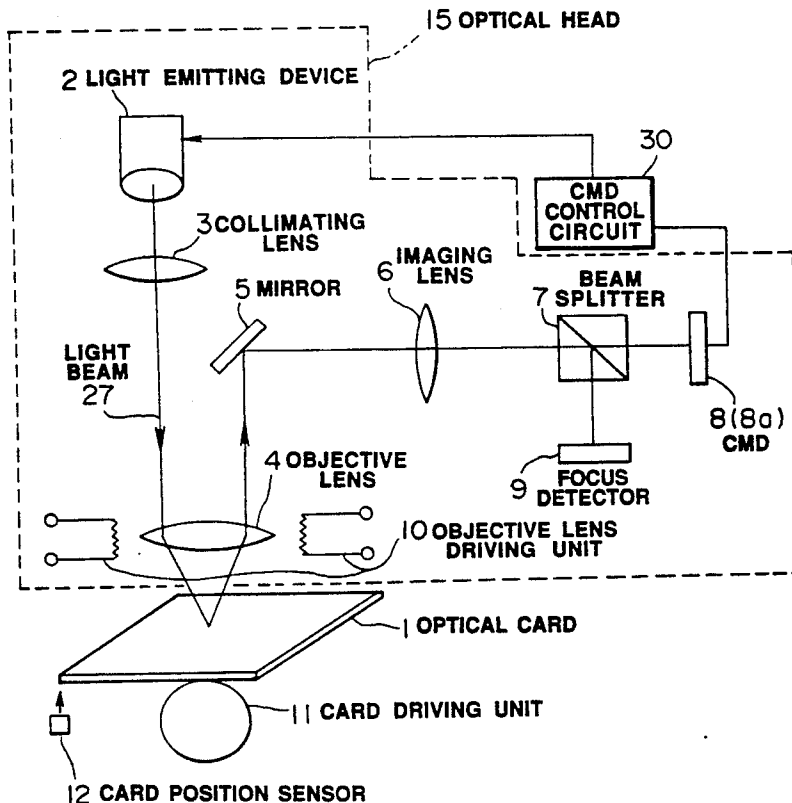 15 OPTICAL HEAD
2 LIGHT EMITTING DEVICE
30
CMD
CONTROL
CIRCUIT
3 COLLIMATING
LENS
IMAGING
6 LENS
BEAM
7 SPLITTER
5 MIRROR
LIGHT
BEAM
27
8(8a)
CMD
4 OBJECTIVE
LENS
9 FOCUS
DETECTOR
10 OBJECTIVE LENS
DRIVING UNIT
1 OPTICAL CARD
11 CARD DRIVING UNIT
12 CARD POSITION SENSOR